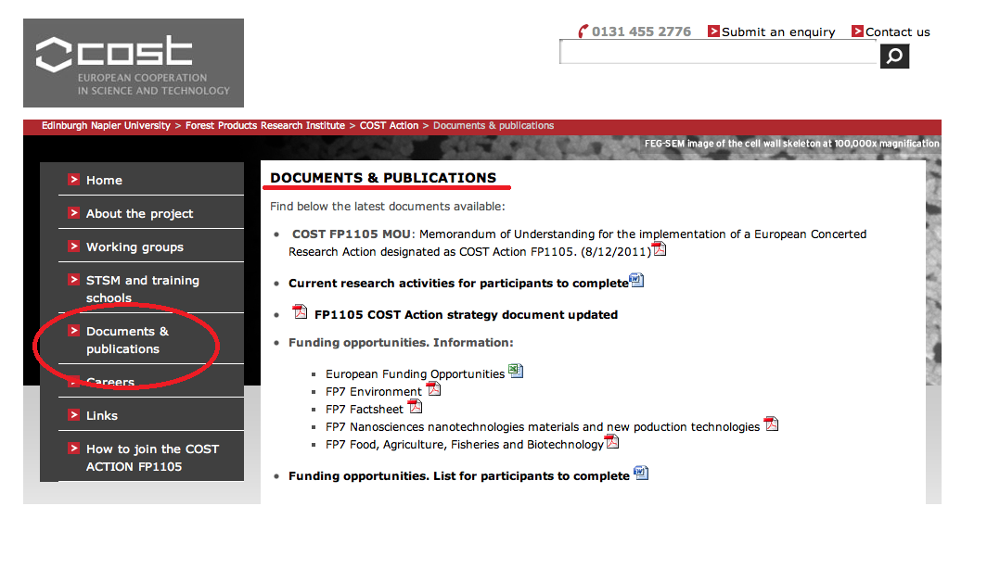 cost
EUROPEAN COOPERATION
IN SCIENCE AND TECHNOLOGY
0131 455 2776 Submit an enquiry Contact us
Edinburgh Napier University > Forest Products Research Institute > COST Action > Documents & publications
FEG-SEM image of the cell wall skeleton at 100,000x magnification
Home
About the project
Working groups
STSM and training
schools
Documents &
publications
Careers
Links
How to join the COST
ACTION FP1105
DOCUMENTS & PUBLICATIONS
Find below the latest documents available:
COST FP1105 MOU: Memorandum of Understanding for the implementation of a European Concerted
Research Action designated as COST Action FP1105. (8/12/2011)
Current research activities for participants to complete
FP1105 COST Action strategy document updated
Funding opportunities. Information:
European Funding Opportunities
FP7 Environment
FP7 Factsheet
FP7 Nanosciences nanotechnologies materials and new poduction technologies
FP7 Food, Agriculture, Fisheries and Biotechnology
Funding opportunities. List for participants to complete